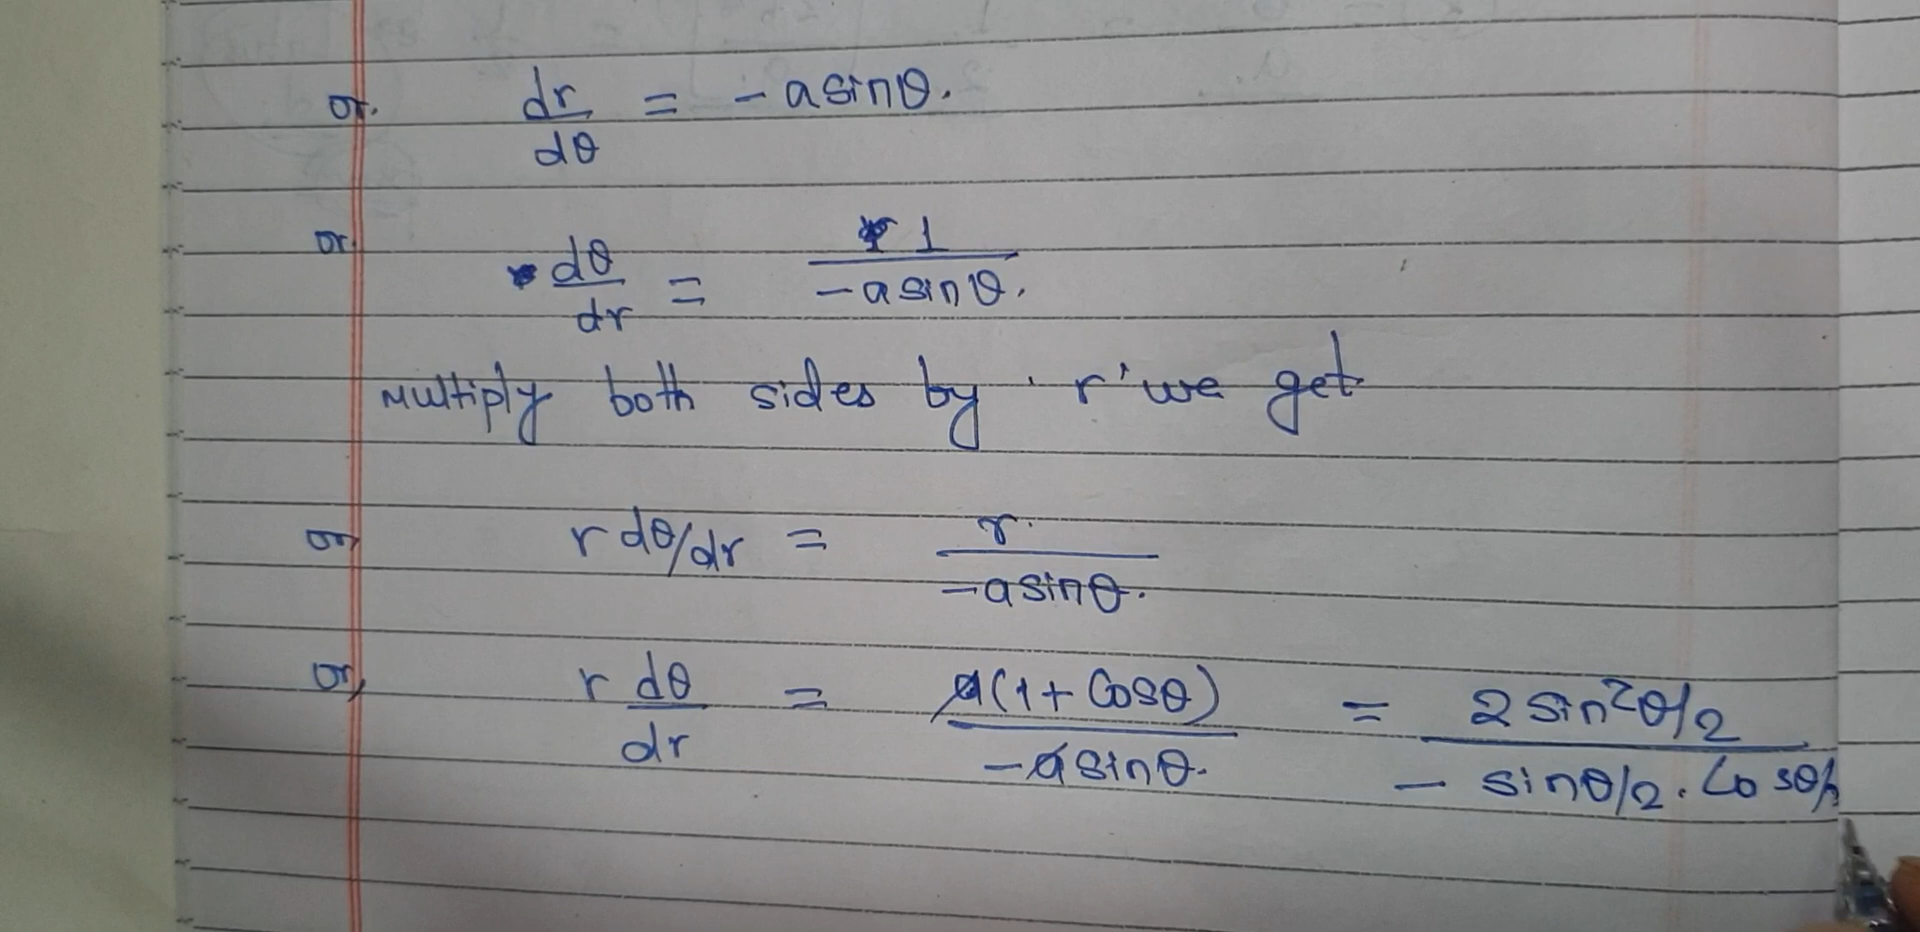 or. dr/dθ = - a sinθ.
or dθ/dr = 1/-a sinθ.
Multiply both sides by 'r' we get
or r dθ/dr = r/-a sinθ.
or, r dθ/dr = a(1 + Cosθ)/-a sinθ. = 2 sin²θ/2/- sinθ/2. Cosθ/2